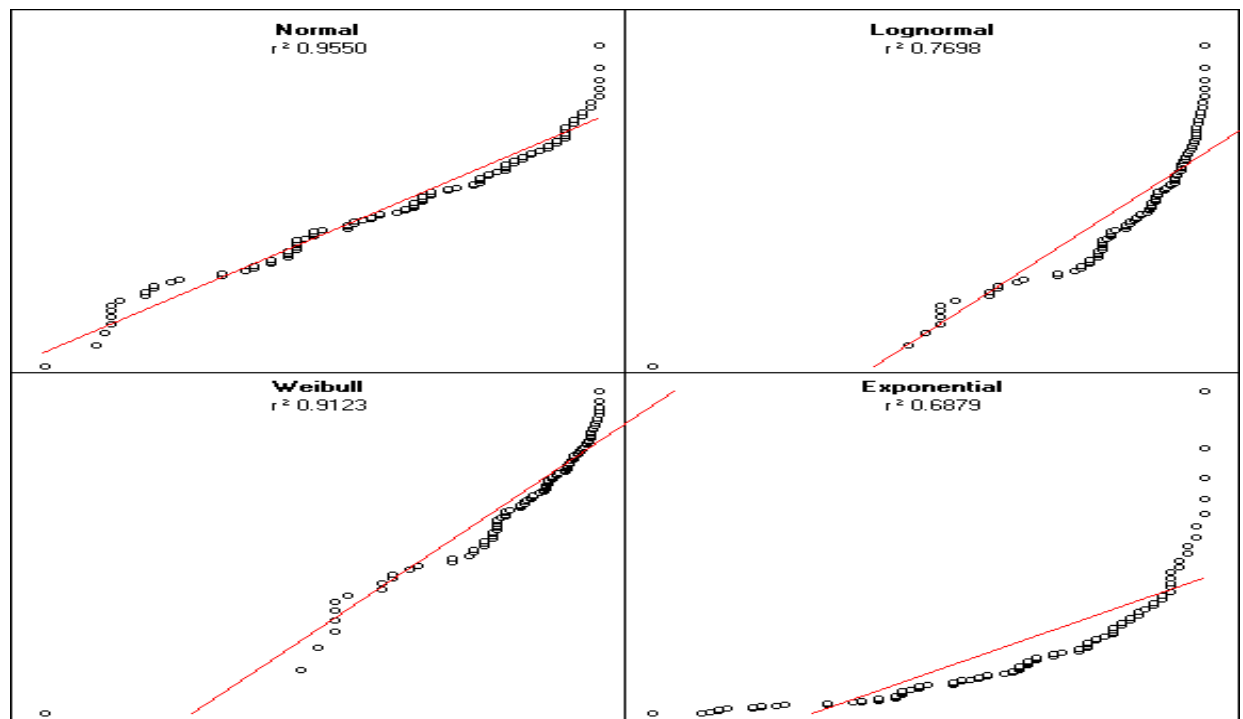 Normal
r² 0.9550
Lognormal
r² 0.7698
Weibull
r² 0.9123
Exponential
r² 0.6879